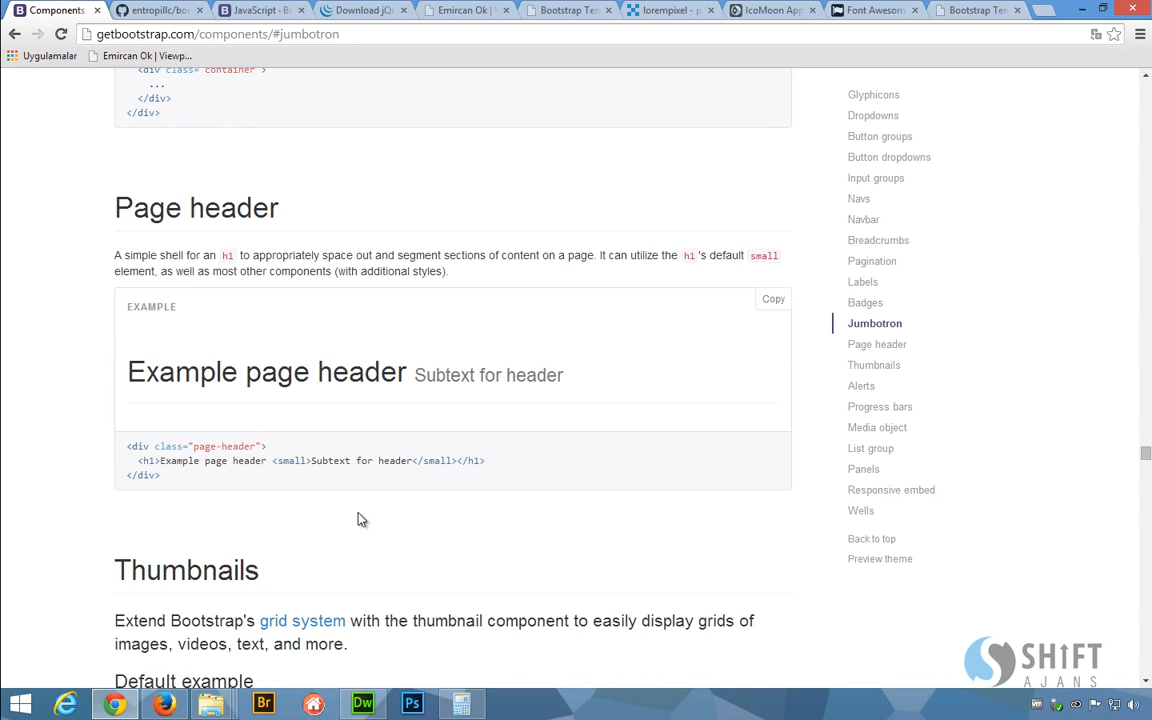 Components
entropillc/boo
JavaScript · Bo
Download jQ
Emircan Ok | V
Bootstrap Ten
lorempixel - p
IcoMoon App
Font Awesom
Bootstrap Ten
getbootstrap.com/components/#jumbotron
Uygulamalar
Emircan Ok | Viewp...
<div class="container">
...
</div>
</div>
Page header
A simple shell for an h1 to appropriately space out and segment sections of content on a page. It can utilize the h1 's default small
element, as well as most other components (with additional styles).
EXAMPLE
Copy
Example page header Subtext for header
<div class="page-header">
<h1>Example page header <small>Subtext for header</small></h1>
</div>
Thumbnails
Extend Bootstrap's grid system with the thumbnail component to easily display grids of
images, videos, text, and more.
Default example
Glyphicons
Dropdowns
Button groups
Button dropdowns
Input groups
Navs
Navbar
Breadcrumbs
Pagination
Labels
Badges
Jumbotron
Page header
Thumbnails
Alerts
Progress bars
Media object
List group
Panels
Responsive embed
Wells
Back to top
Preview theme
SHIFT
AJANS
Br
Dw
Ps